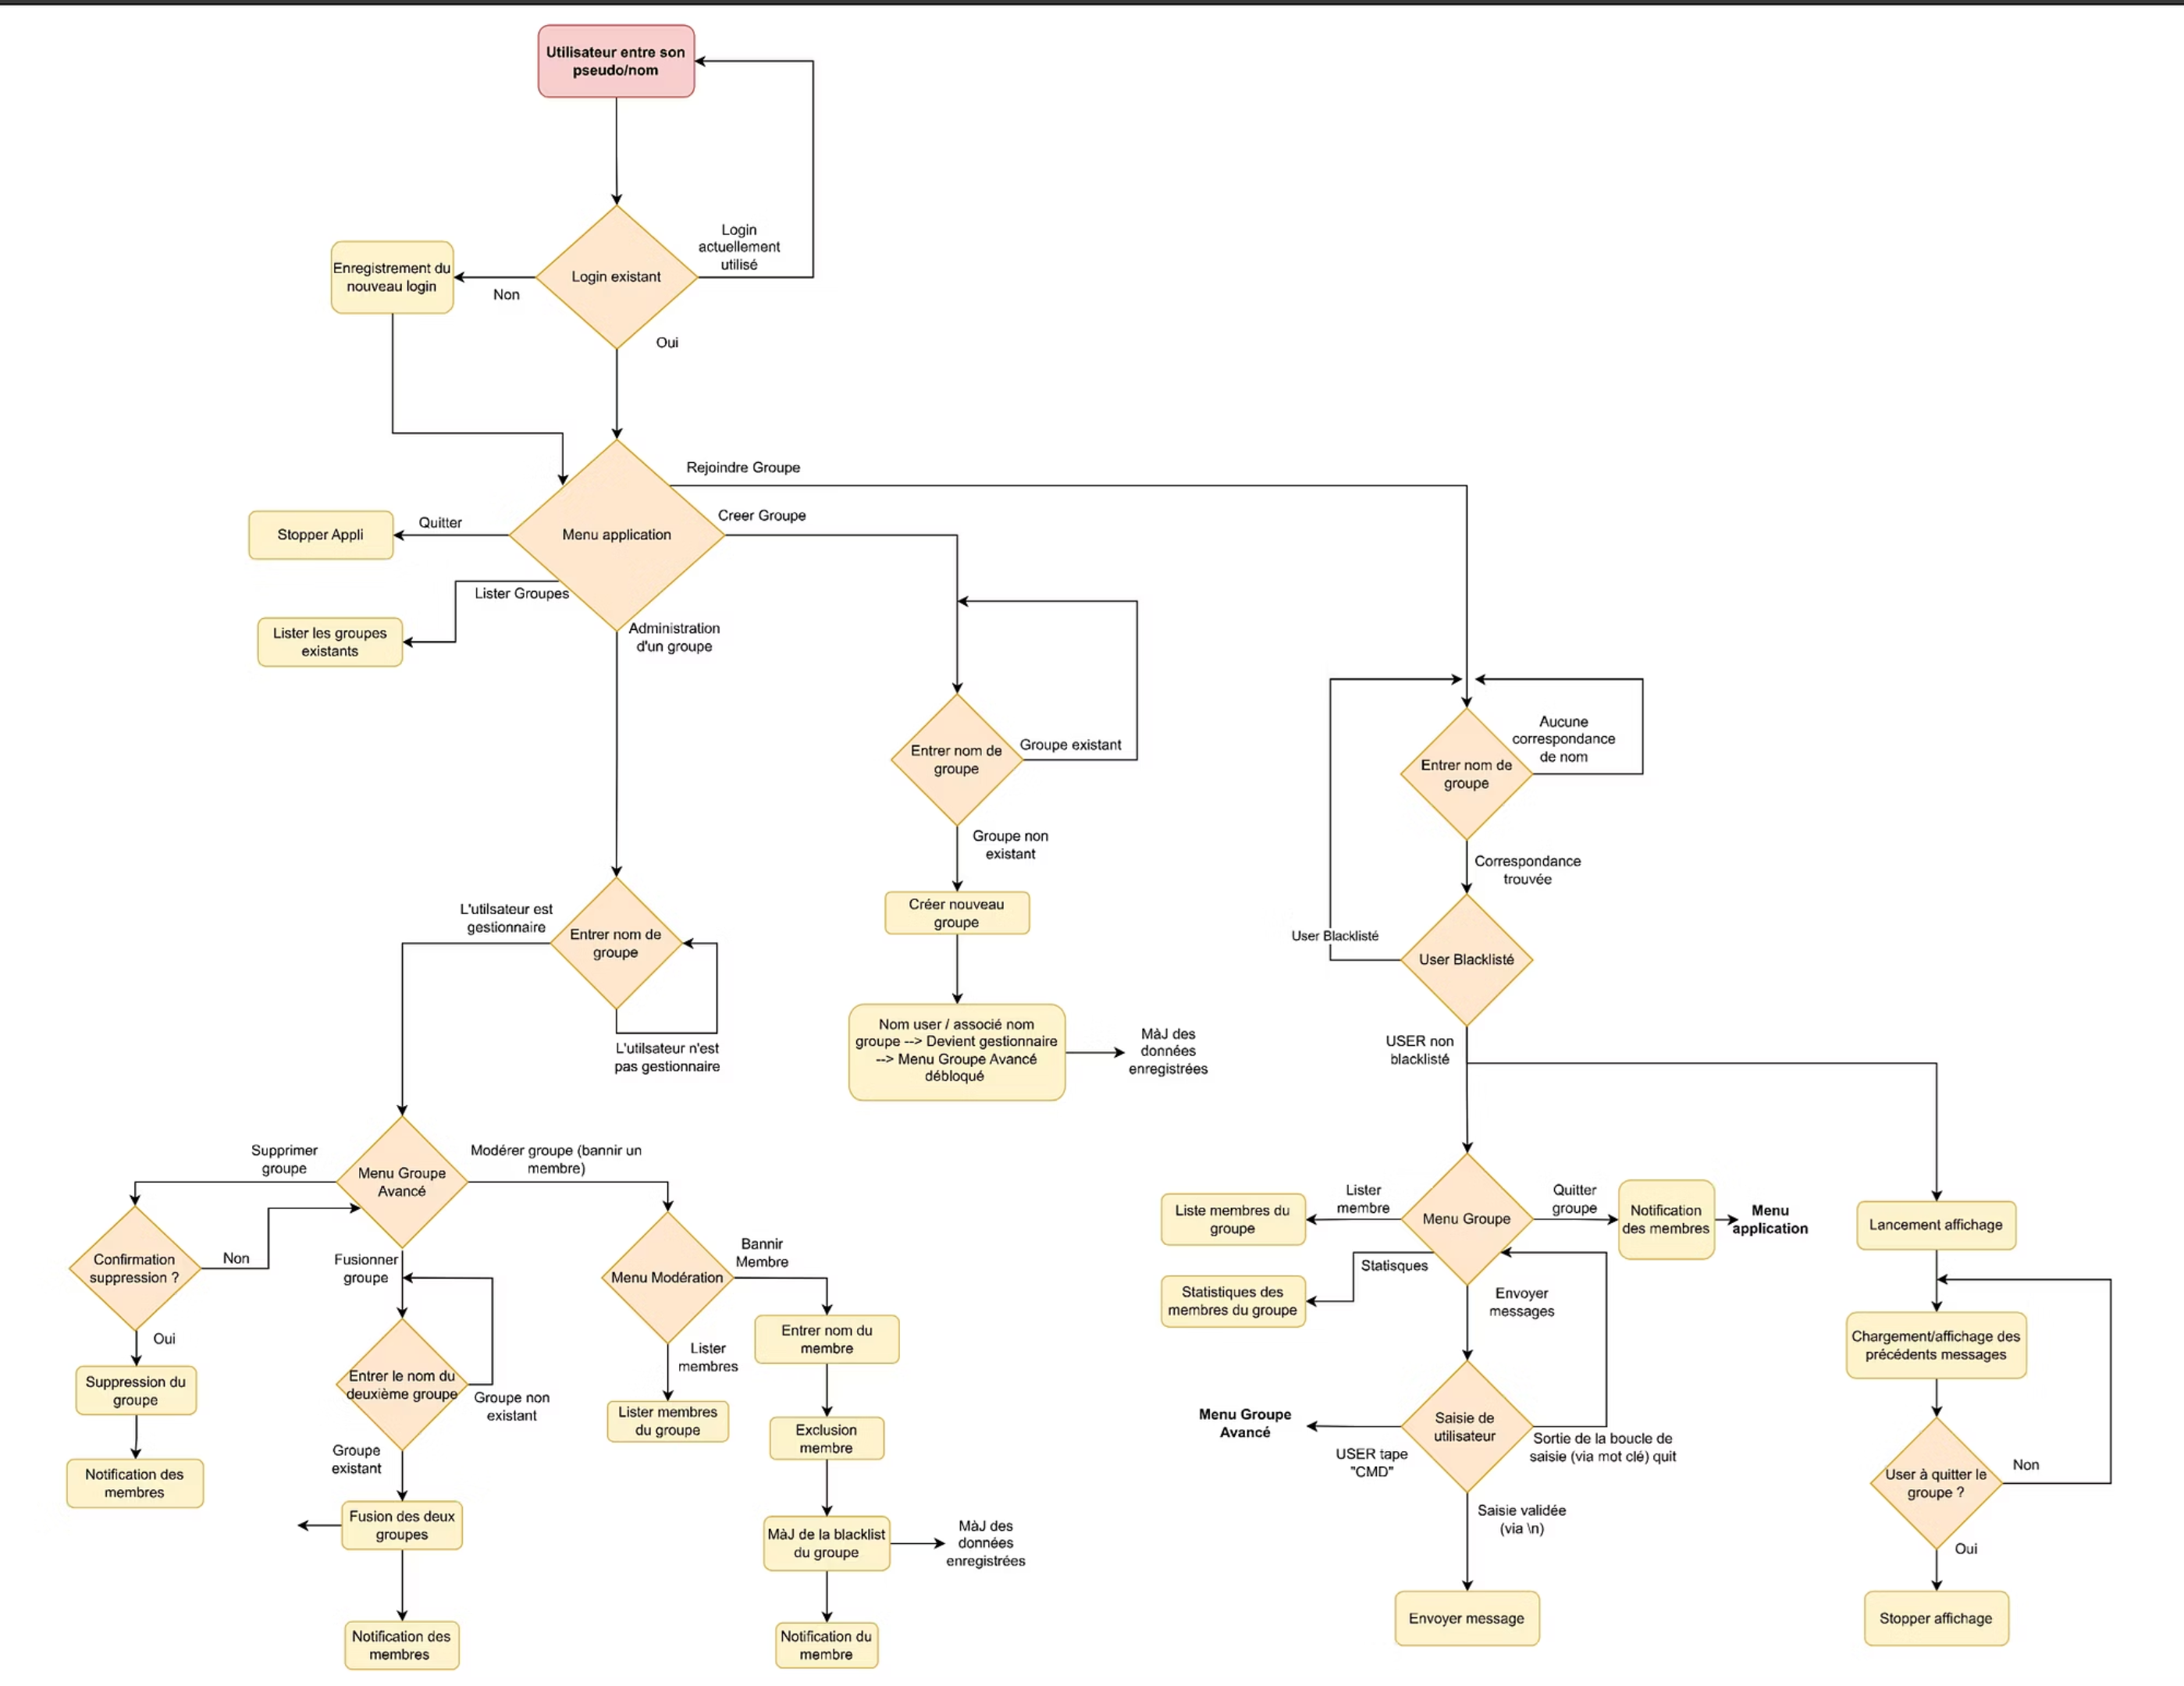 Utilisateur entre son
pseudo/nom
Login
actuellement
utilisé
Enregistrement du
nouveau login
Login existant
Non
Oui
Rejoindre Groupe
Creer Groupe
Quitter
Stopper Appli
Menu application
Lister Groupes
Lister les groupes
existants
Administration
d'un groupe
Entrer nom de
groupe
Groupe existant
Groupe non
existant
Créer nouveau
groupe
Nom user / associé nom
groupe --> Devient gestionnaire
--> Menu Groupe Avancé
débloqué
MàJ des
données
enregistrées
Aucune
correspondance
de nom
Entrer nom de
groupe
Correspondance
trouvée
User Blacklisté
User Blacklisté
USER non
blacklisté
L'utilsateur est
gestionnaire
Entrer nom de
groupe
L'utilsateur n'est
pas gestionnaire
Supprimer
groupe
Menu Groupe
Avancé
Modérer groupe (bannir un
membre)
Confirmation
suppression ?
Non
Oui
Suppression du
groupe
Notification des
membres
Fusionner
groupe
Entrer le nom du
deuxième groupe
Groupe non
existant
Groupe
existant
Fusion des deux
groupes
Notification des
membres
Menu Modération
Bannir
Membre
Lister
membres
Lister membres
du groupe
Entrer nom du
membre
Exclusion
membre
MàJ de la blacklist
du groupe
MàJ des
données
enregistrées
Notification du
membre
Lister
membre
Liste membres du
groupe
Menu Groupe
Quitter
groupe
Notification
des membres
Menu
application
Statisques
Statistiques des
membres du groupe
Envoyer
messages
Menu Groupe
Avancé
USER tape
"CMD"
Saisie de
utilisateur
Sortie de la boucle de
saisie (via mot clé) quit
Saisie validée
(via \n)
Envoyer message
Lancement affichage
Chargement/affichage des
précédents messages
User à quitter le
groupe ?
Non
Oui
Stopper affichage